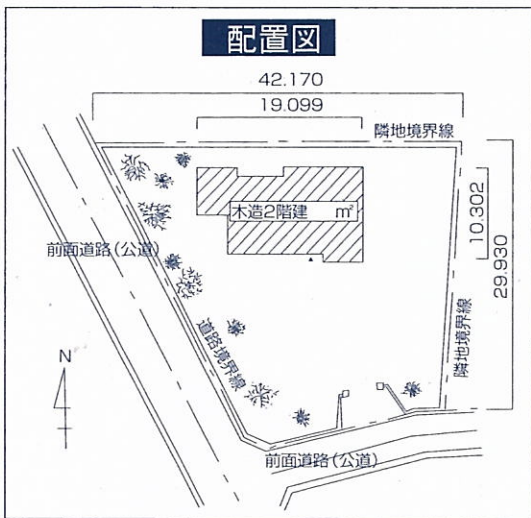 配置図
42.170
19.099
隣地境界線
木造2階建 ㎡
10.302
29.930
前面道路(公道)
道路境界線
隣地境界線
N
前面道路(公道)